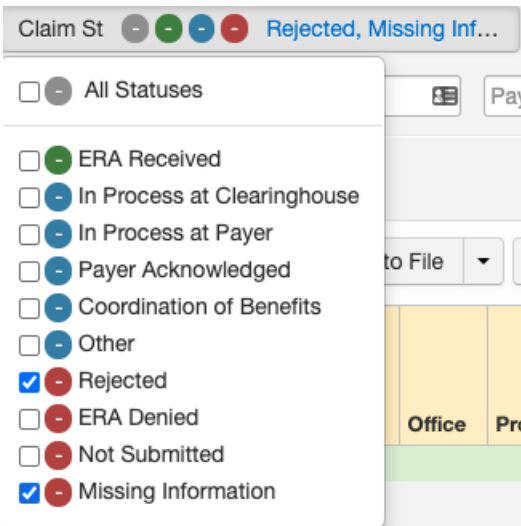 Claim St - - - - Rejected, Missing Inf...
- All Statuses
Pay
- ERA Received
- In Process at Clearinghouse
- In Process at Payer
to File
- Payer Acknowledged
- Coordination of Benefits
- Other
- Rejected
- ERA Denied
Office Pro
- Not Submitted
- Missing Information